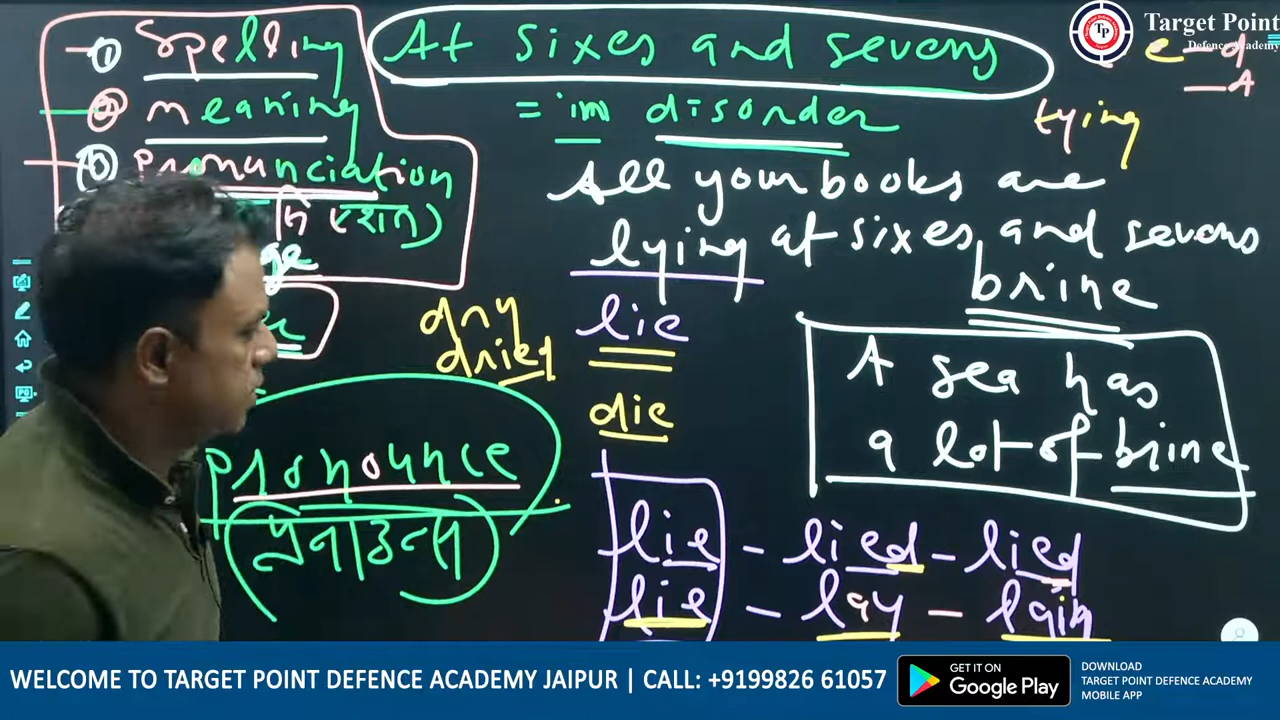 ① Spelling
② meaning
③ Pronunciation
At sixes and sevens
= in disorder
All your books are
lying at sixes and sevens
brine
A sea has
a lot of brine
tying
e-d
A
dry
dried
lie
die
Pronounce
(प्रनाउन्स)
lie - lied - lied
lie - lay - lain
Target Point
Defence Academy
TP
WELCOME TO TARGET POINT DEFENCE ACADEMY JAIPUR | CALL: +9199826 61057
GET IT ON
Google Play
DOWNLOAD
TARGET POINT DEFENCE ACADEMY
MOBILE APP